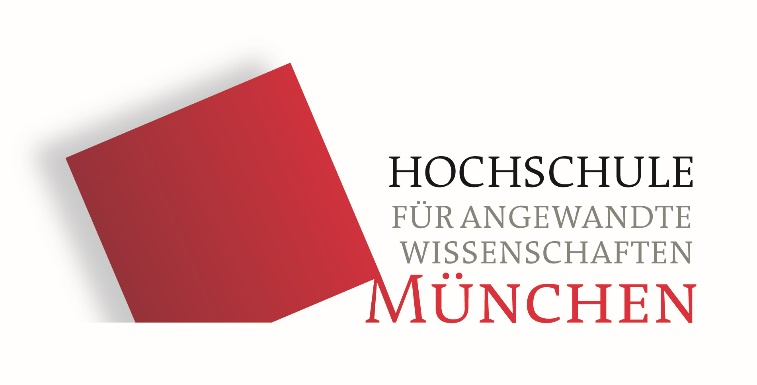 HOCHSCHULE
FÜR ANGEWANDTE
WISSENSCHAFTEN
MÜNCHEN